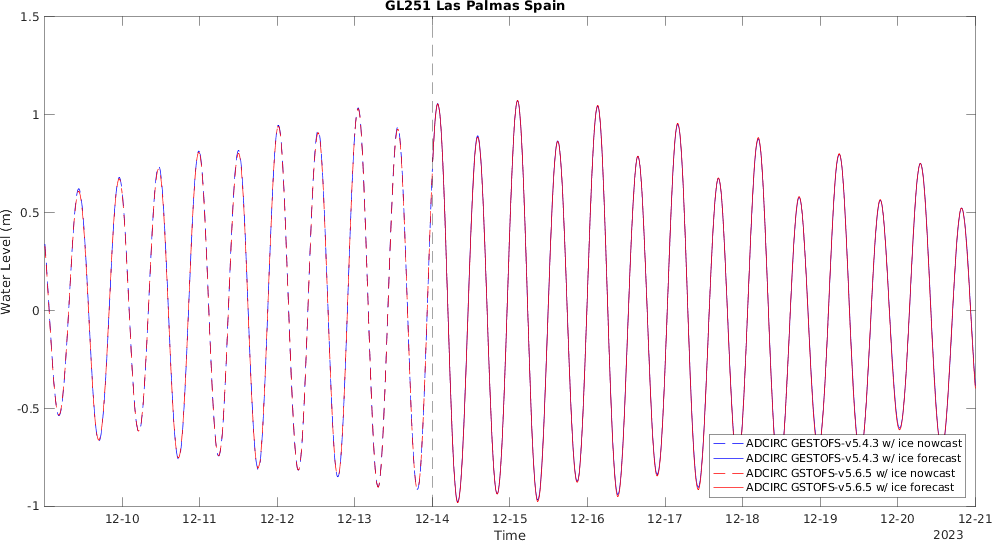 GL251 Las Palmas Spain
1.5
1
0.5
0
-0.5
-1
Water Level (m)
ADCIRC GESTOFS-v5.4.3 w/ ice nowcast
ADCIRC GESTOFS-v5.4.3 w/ ice forecast
ADCIRC GSTOFS-v5.6.5 w/ ice nowcast
ADCIRC GSTOFS-v5.6.5 w/ ice forecast
12-10 12-11 12-12 12-13 12-14 12-15 12-16 12-17 12-18 12-19 12-20 12-21
Time
2023